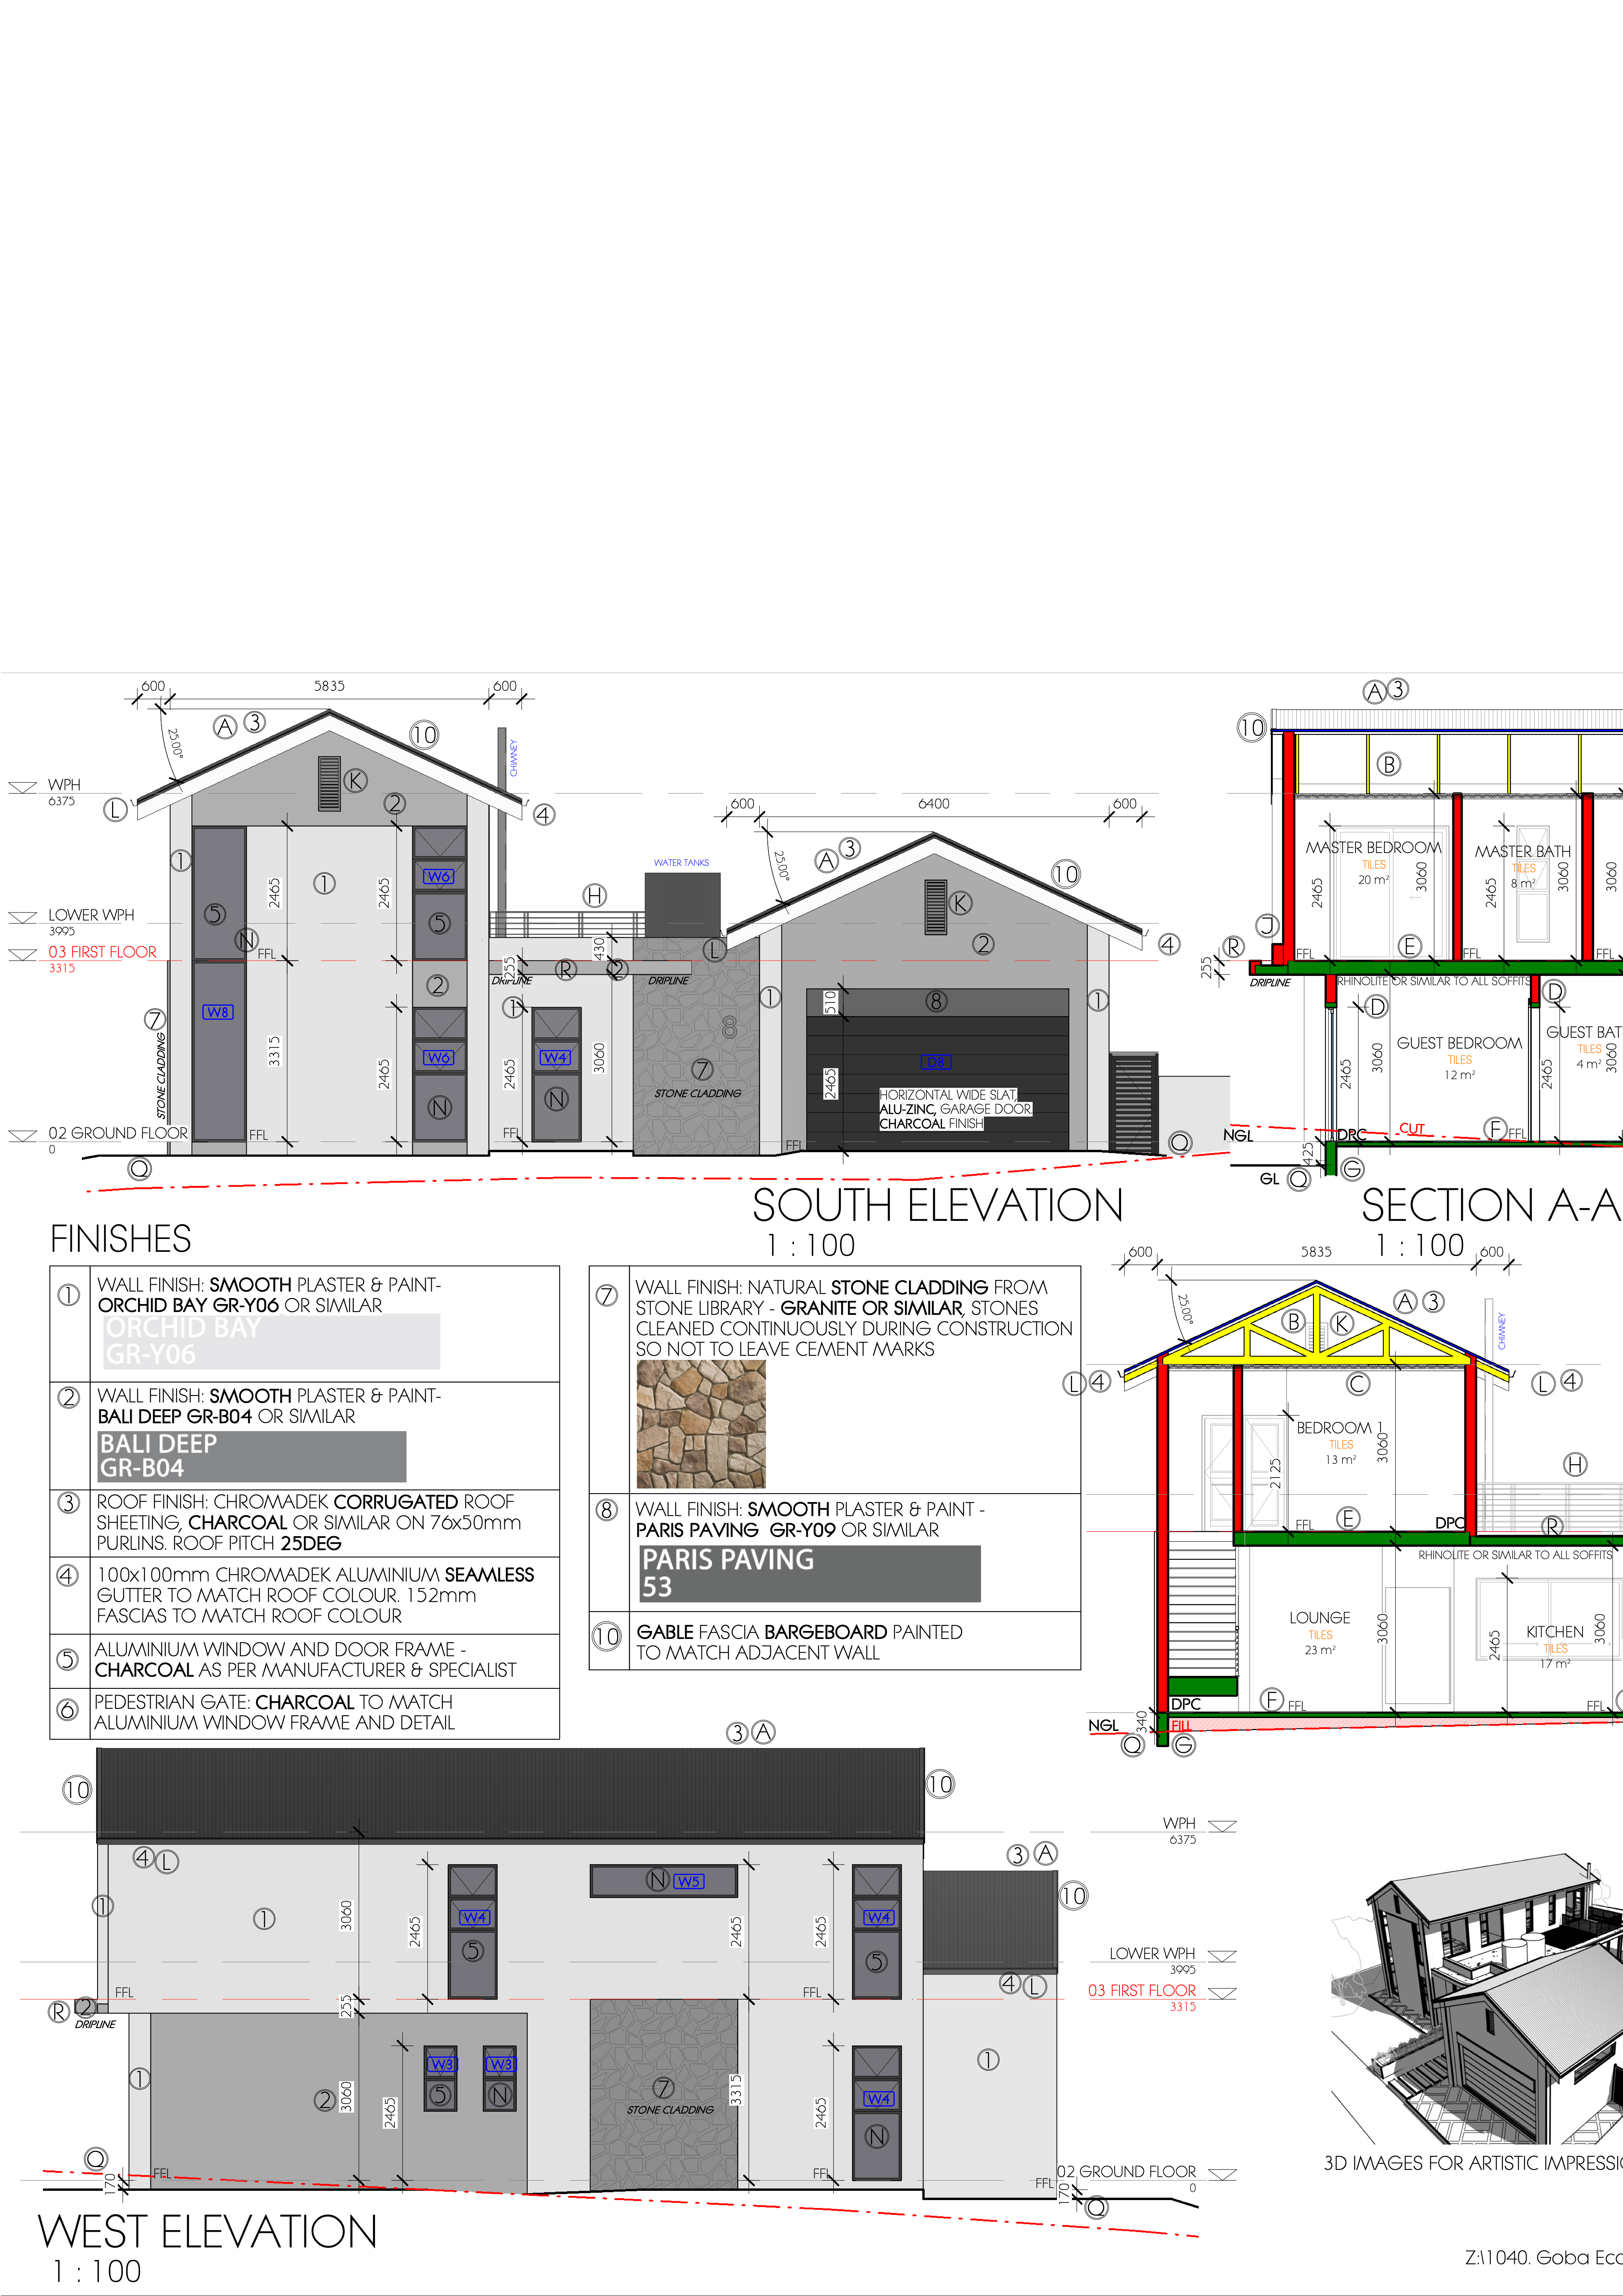 600 5835 600
25.00°
A 3
10
K
2
L
4
CHIMNEY
WPH
6375
LOWER WPH
3995
03 FIRST FLOOR
3315
02 GROUND FLOOR
0
1
5
N
FFL
2465
1
2465
W6
5
2
W8
3315
2465
W6
N
FFL
7
STONE CLADDING
Q
H
WATER TANKS
430
255
R 2
DRIPLINE
DRIPLINE
1
2465
W4
N
3060
FFL
8
7
STONE CLADDING
600 6400 600
25.00°
A 3
10
K
2
L
4
1
1
510
8
2465
D8
HORIZONTAL WIDE SLAT,
ALU-ZINC, GARAGE DOOR
CHARCOAL FINISH
FFL
Q
SOUTH ELEVATION
1 : 100
A 3
10
B
MASTER BEDROOM
TILES
20 m²
2465
3060
MASTER BATH
TILES
8 m²
2465
3060
3060
J
R
E
FFL
FFL
FFL
255
DRIPLINE
RHINOLITE OR SIMILAR TO ALL SOFFITS
D
D
GUEST BEDROOM
TILES
12 m²
2465
3060
GUEST BAT
TILES
4 m²
2465
3060
NGL
DPC
CUT
F
FFL
425
GL
Q
G
SECTION A-A
1 : 100
FINISHES
1
WALL FINISH: SMOOTH PLASTER & PAINT-
ORCHID BAY GR-Y06 OR SIMILAR
ORCHID BAY
GR-Y06
2
WALL FINISH: SMOOTH PLASTER & PAINT-
BALI DEEP GR-B04 OR SIMILAR
BALI DEEP
GR-B04
3
ROOF FINISH: CHROMADEK CORRUGATED ROOF
SHEETING, CHARCOAL OR SIMILAR ON 76x50mm
PURLINS. ROOF PITCH 25DEG
4
100x100mm CHROMADEK ALUMINIUM SEAMLESS
GUTTER TO MATCH ROOF COLOUR. 152mm
FASCIAS TO MATCH ROOF COLOUR
5
ALUMINIUM WINDOW AND DOOR FRAME -
CHARCOAL AS PER MANUFACTURER & SPECIALIST
6
PEDESTRIAN GATE: CHARCOAL TO MATCH
ALUMINIUM WINDOW FRAME AND DETAIL
7
WALL FINISH: NATURAL STONE CLADDING FROM
STONE LIBRARY - GRANITE OR SIMILAR, STONES
CLEANED CONTINUOUSLY DURING CONSTRUCTION
SO NOT TO LEAVE CEMENT MARKS
8
WALL FINISH: SMOOTH PLASTER & PAINT -
PARIS PAVING GR-Y09 OR SIMILAR
PARIS PAVING
53
10
GABLE FASCIA BARGEBOARD PAINTED
TO MATCH ADJACENT WALL
600 5835 600
25.00°
A 3
B
K
CHIMNEY
L 4
L 4
C
BEDROOM 1
TILES
13 m²
2125
3060
H
FFL
E
DPC
R
RHINOLITE OR SIMILAR TO ALL SOFFITS
LOUNGE
TILES
23 m²
3060
KITCHEN
TILES
17 m²
2465
3060
DPC
F
FFL
FFL
NGL
340
FILL
Q
G
3 A
10
10
4 L
1
1
3060
2465
W4
5
N
W5
2465
2465
W4
5
WPH
6375
3 A
10
LOWER WPH
3995
03 FIRST FLOOR
3315
4 L
FFL
FFL
R
2
255
DRIPLINE
1
2
3060
2465
W3
5
W3
N
7
STONE CLADDING
3315
2465
W4
N
1
Q
170
FFL
FFL
FFL
02 GROUND FLOOR
0
170
Q
WEST ELEVATION
1 : 100
3D IMAGES FOR ARTISTIC IMPRESSI
Z:\1040. Goba Ecc